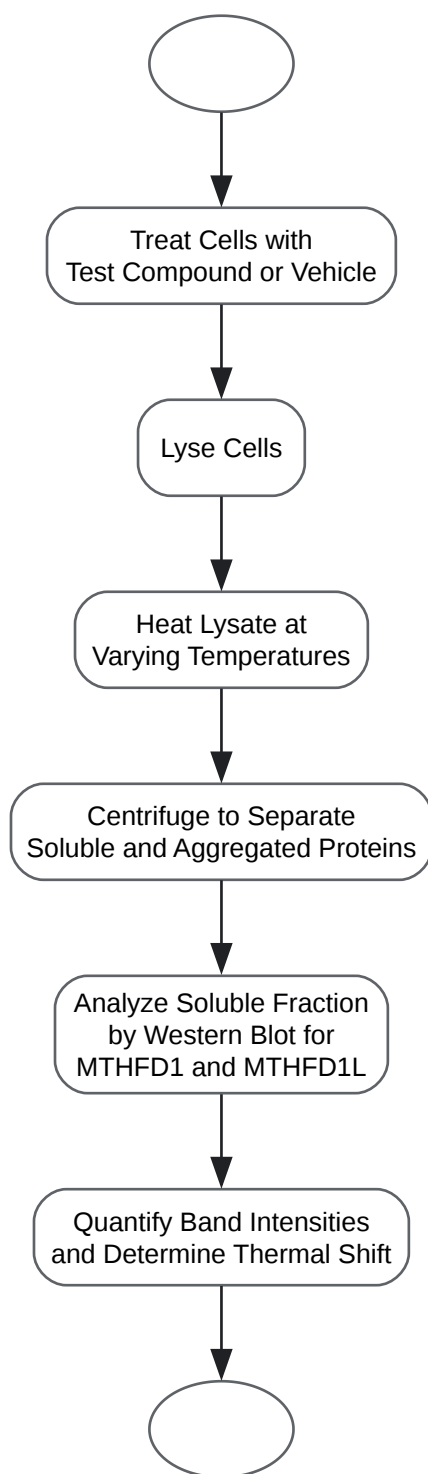 Treat Cells with
Test Compound or Vehicle
Lyse Cells
Heat Lysate at
Varying Temperatures
Centrifuge to Separate
Soluble and Aggregated Proteins
Analyze Soluble Fraction
by Western Blot for
MTHFD1 and MTHFD1L
Quantify Band Intensities
and Determine Thermal Shift